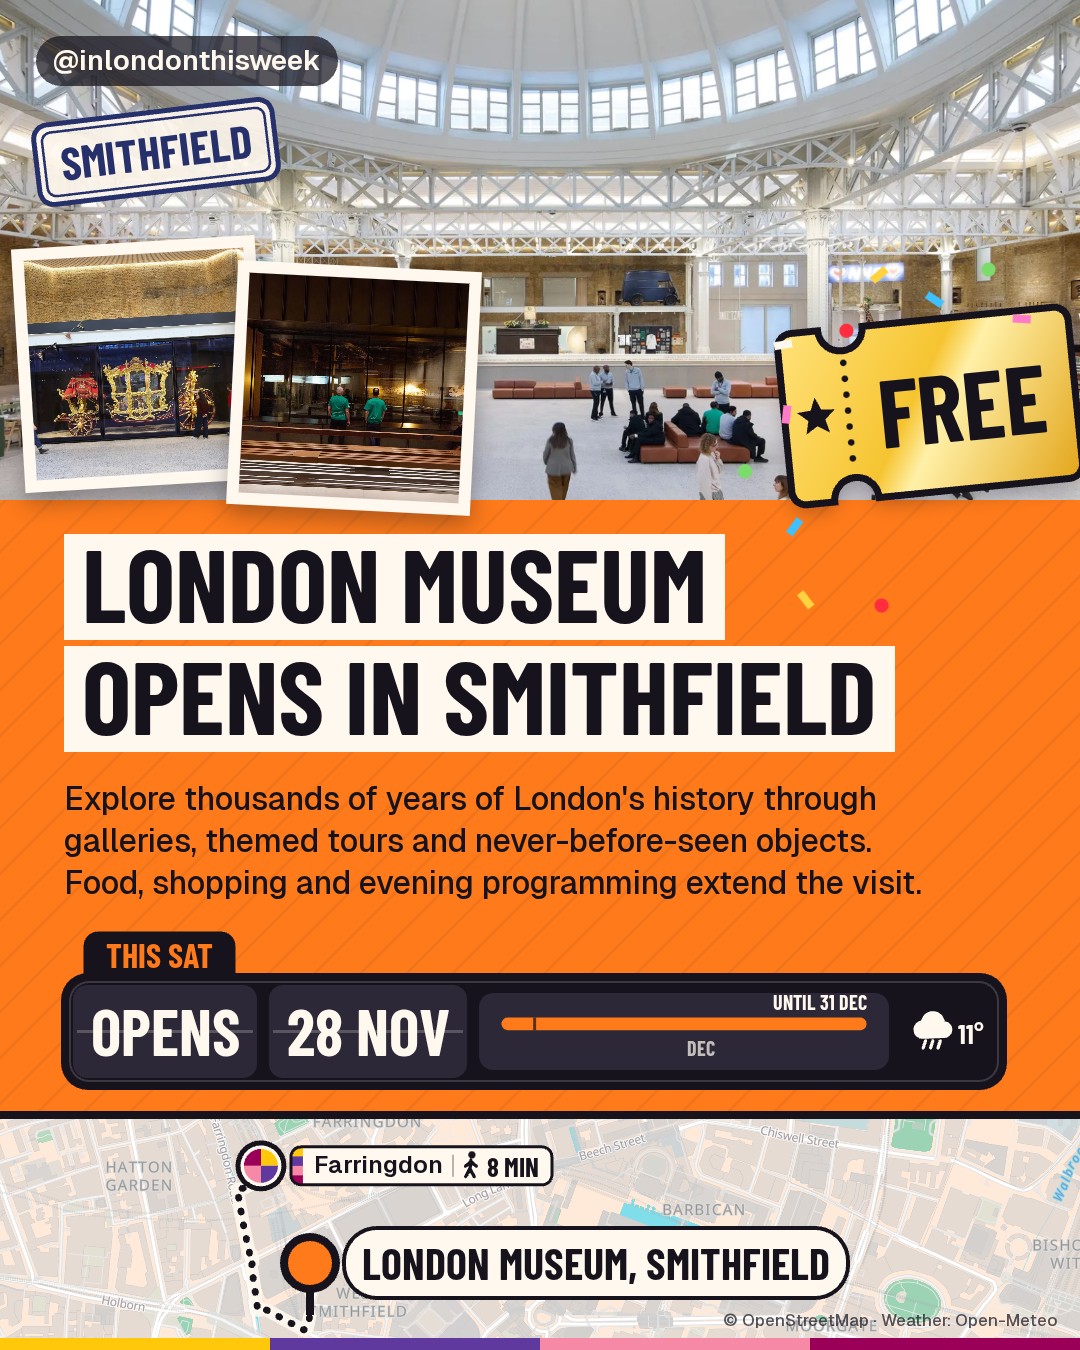 @inlondonthisweek
SMITHFIELD
FREE
LONDON MUSEUM
OPENS IN SMITHFIELD
Explore thousands of years of London's history through
galleries, themed tours and never-before-seen objects.
Food, shopping and evening programming extend the visit.
THIS SAT
OPENS
28 NOV
UNTIL 31 DEC
DEC
11°
FARRINGDON
Farringdon
8 MIN
HATTON
GARDEN
Beech Street
Chiswell Street
BARBICAN
LONDON MUSEUM, SMITHFIELD
Holborn
MOORGATE
© OpenStreetMap · Weather: Open-Meteo